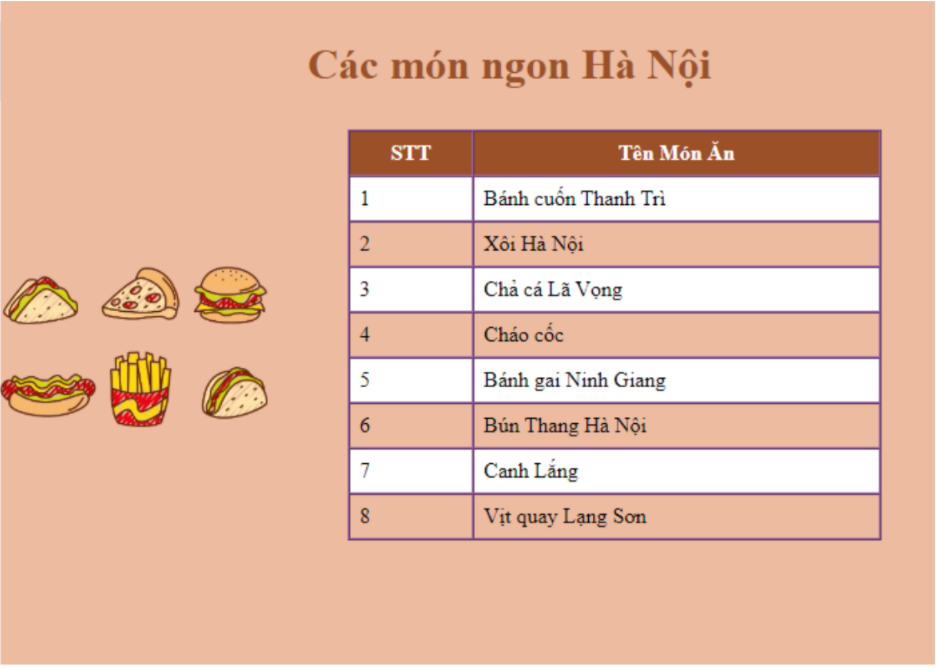 Các món ngon Hà Nội
STT Tên Món Ăn
1 Bánh cuốn Thanh Trì
2 Xôi Hà Nội
3 Chả cá Lã Vọng
4 Cháo cốc
5 Bánh gai Ninh Giang
6 Bún Thang Hà Nội
7 Canh Lắng
8 Vịt quay Lạng Sơn